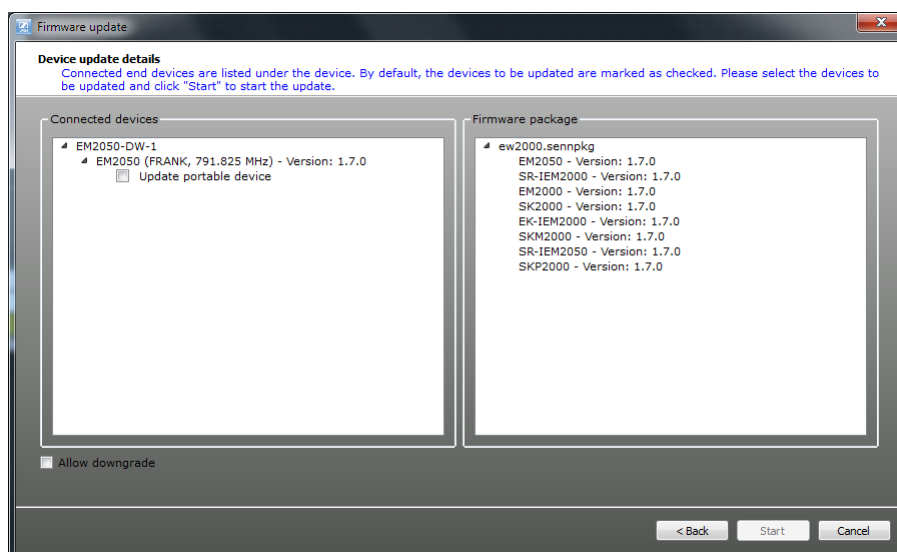 Firmware update
Device update details
Connected end devices are listed under the device. By default, the devices to be updated are marked as checked. Please select the devices to
be updated and click "Start" to start the update.
Connected devices
EM2050-DW-1
EM2050 (FRANK, 791.825 MHz) - Version: 1.7.0
Update portable device
Firmware package
ew2000.sennpkg
EM2050 - Version: 1.7.0
SR-IEM2000 - Version: 1.7.0
EM2000 - Version: 1.7.0
SK2000 - Version: 1.7.0
EK-IEM2000 - Version: 1.7.0
SKM2000 - Version: 1.7.0
SR-IEM2050 - Version: 1.7.0
SKP2000 - Version: 1.7.0
Allow downgrade
< Back
Start
Cancel